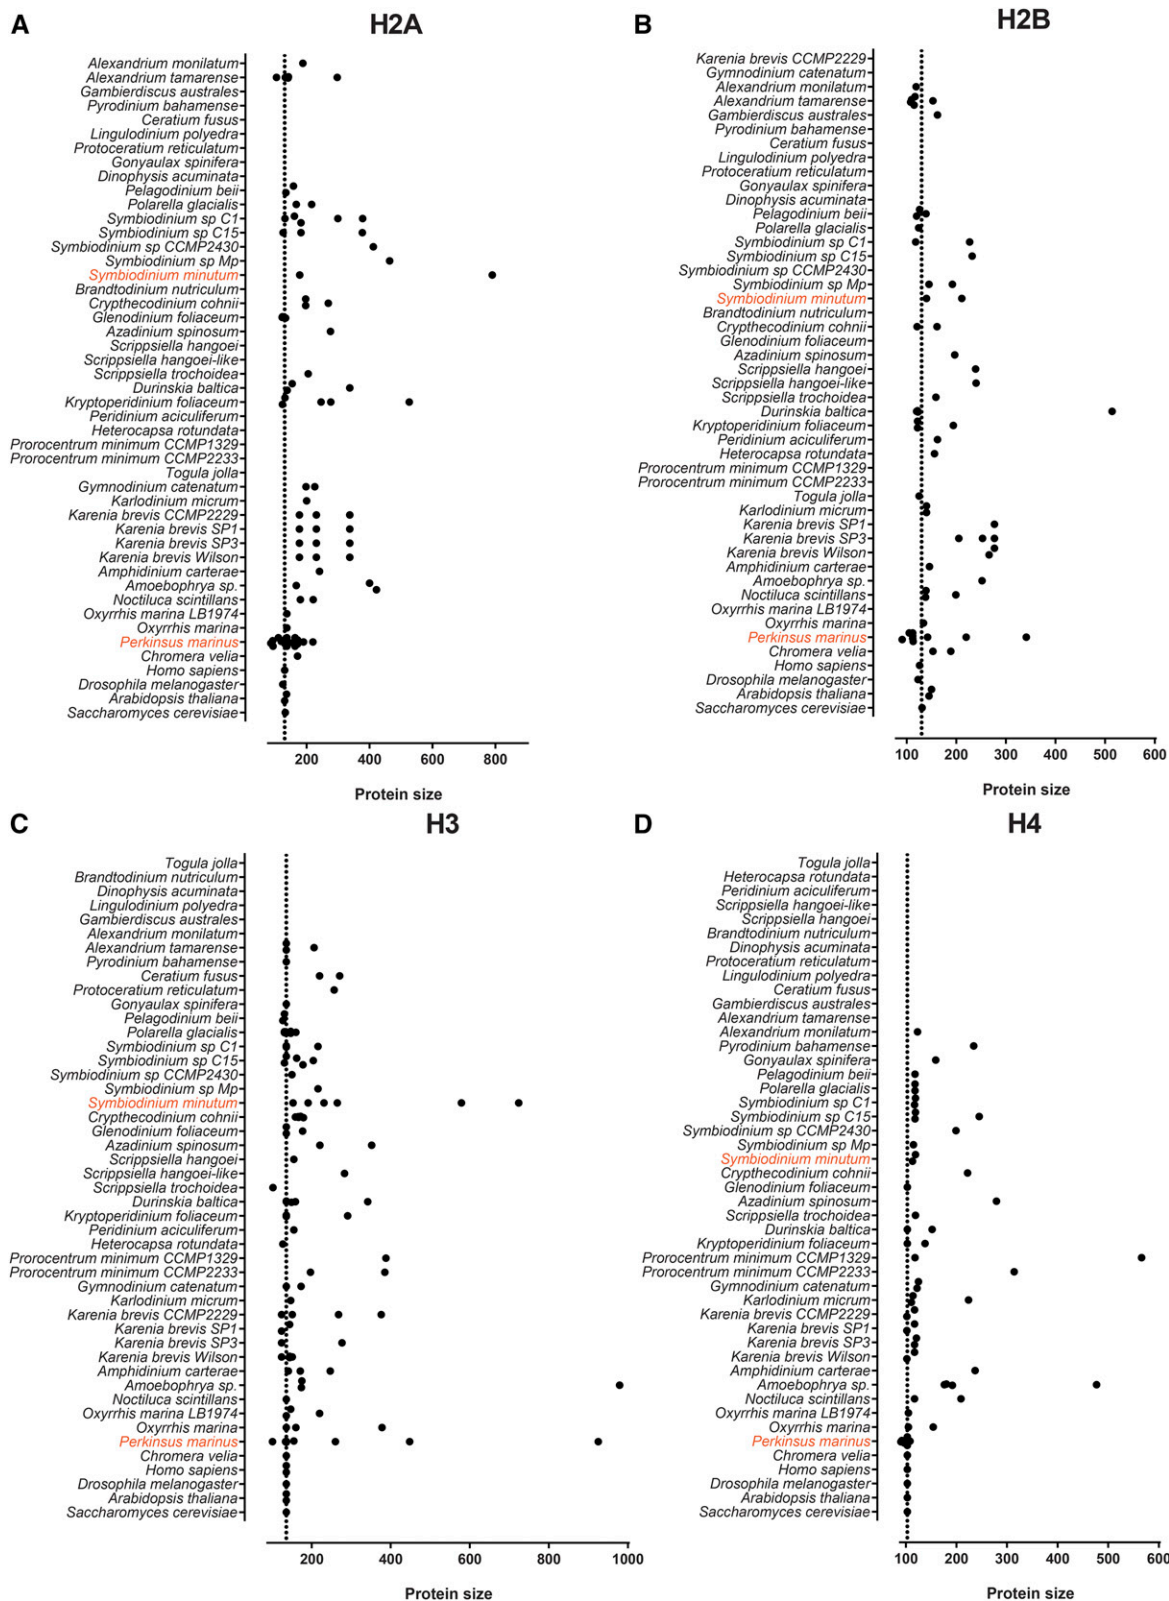 A
H2A
Alexandrium monilatum
Alexandrium tamarense
Gambierdiscus australes
Pyrodinium bahamense
Ceratium fusus
Lingulodinium polyedra
Protoceratium reticulatum
Gonyaulax spinifera
Dinophysis acuminata
Pelagodinium beii
Polarella glacialis
Symbiodinium sp C1
Symbiodinium sp C15
Symbiodinium sp CCMP2430
Symbiodinium sp Mp
Symbiodinium minutum
Brandtodinium nutriculum
Crypthecodinium cohnii
Glenodinium foliaceum
Azadinium spinosum
Scrippsiella hangoei
Scrippsiella hangoei-like
Scrippsiella trochoidea
Durinskia baltica
Kryptoperidinium foliaceum
Peridinium aciculiferum
Heterocapsa rotundata
Prorocentrum minimum CCMP1329
Prorocentrum minimum CCMP2233
Togula jolla
Gymnodinium catenatum
Karlodinium micrum
Karenia brevis CCMP2229
Karenia brevis SP1
Karenia brevis SP3
Karenia brevis Wilson
Amphidinium carterae
Amoebophrya sp.
Noctiluca scintillans
Oxyrrhis marina LB1974
Oxyrrhis marina
Perkinsus marinus
Chromera velia
Homo sapiens
Drosophila melanogaster
Arabidopsis thaliana
Saccharomyces cerevisiae
200 400 600 800
Protein size
B
H2B
Karenia brevis CCMP2229
Gymnodinium catenatum
Alexandrium monilatum
Alexandrium tamarense
Gambierdiscus australes
Pyrodinium bahamense
Ceratium fusus
Lingulodinium polyedra
Protoceratium reticulatum
Gonyaulax spinifera
Dinophysis acuminata
Pelagodinium beii
Polarella glacialis
Symbiodinium sp C1
Symbiodinium sp C15
Symbiodinium sp CCMP2430
Symbiodinium sp Mp
Symbiodinium minutum
Brandtodinium nutriculum
Crypthecodinium cohnii
Glenodinium foliaceum
Azadinium spinosum
Scrippsiella hangoei
Scrippsiella hangoei-like
Scrippsiella trochoidea
Durinskia baltica
Kryptoperidinium foliaceum
Peridinium aciculiferum
Heterocapsa rotundata
Prorocentrum minimum CCMP1329
Prorocentrum minimum CCMP2233
Togula jolla
Karlodinium micrum
Karenia brevis SP1
Karenia brevis SP3
Karenia brevis Wilson
Amphidinium carterae
Amoebophrya sp.
Noctiluca scintillans
Oxyrrhis marina LB1974
Oxyrrhis marina
Perkinsus marinus
Chromera velia
Homo sapiens
Drosophila melanogaster
Arabidopsis thaliana
Saccharomyces cerevisiae
100 200 300 400 500 600
Protein size
C
H3
Togula jolla
Brandtodinium nutriculum
Dinophysis acuminata
Lingulodinium polyedra
Gambierdiscus australes
Alexandrium monilatum
Alexandrium tamarense
Pyrodinium bahamense
Ceratium fusus
Protoceratium reticulatum
Gonyaulax spinifera
Pelagodinium beii
Polarella glacialis
Symbiodinium sp C1
Symbiodinium sp C15
Symbiodinium sp CCMP2430
Symbiodinium sp Mp
Symbiodinium minutum
Crypthecodinium cohnii
Glenodinium foliaceum
Azadinium spinosum
Scrippsiella hangoei
Scrippsiella hangoei-like
Scrippsiella trochoidea
Durinskia baltica
Kryptoperidinium foliaceum
Peridinium aciculiferum
Heterocapsa rotundata
Prorocentrum minimum CCMP1329
Prorocentrum minimum CCMP2233
Gymnodinium catenatum
Karlodinium micrum
Karenia brevis CCMP2229
Karenia brevis SP1
Karenia brevis SP3
Karenia brevis Wilson
Amphidinium carterae
Amoebophrya sp.
Noctiluca scintillans
Oxyrrhis marina LB1974
Oxyrrhis marina
Perkinsus marinus
Chromera velia
Homo sapiens
Drosophila melanogaster
Arabidopsis thaliana
Saccharomyces cerevisiae
200 400 600 800 1000
Protein size
D
H4
Togula jolla
Heterocapsa rotundata
Peridinium aciculiferum
Scrippsiella hangoei-like
Scrippsiella hangoei
Brandtodinium nutriculum
Dinophysis acuminata
Protoceratium reticulatum
Lingulodinium polyedra
Ceratium fusus
Gambierdiscus australes
Alexandrium tamarense
Alexandrium monilatum
Pyrodinium bahamense
Gonyaulax spinifera
Pelagodinium beii
Polarella glacialis
Symbiodinium sp C1
Symbiodinium sp C15
Symbiodinium sp CCMP2430
Symbiodinium sp Mp
Symbiodinium minutum
Crypthecodinium cohnii
Glenodinium foliaceum
Azadinium spinosum
Scrippsiella trochoidea
Durinskia baltica
Kryptoperidinium foliaceum
Prorocentrum minimum CCMP1329
Prorocentrum minimum CCMP2233
Gymnodinium catenatum
Karlodinium micrum
Karenia brevis CCMP2229
Karenia brevis SP1
Karenia brevis SP3
Karenia brevis Wilson
Amphidinium carterae
Amoebophrya sp.
Noctiluca scintillans
Oxyrrhis marina LB1974
Oxyrrhis marina
Perkinsus marinus
Chromera velia
Homo sapiens
Drosophila melanogaster
Arabidopsis thaliana
Saccharomyces cerevisiae
100 200 300 400 500 600
Protein size